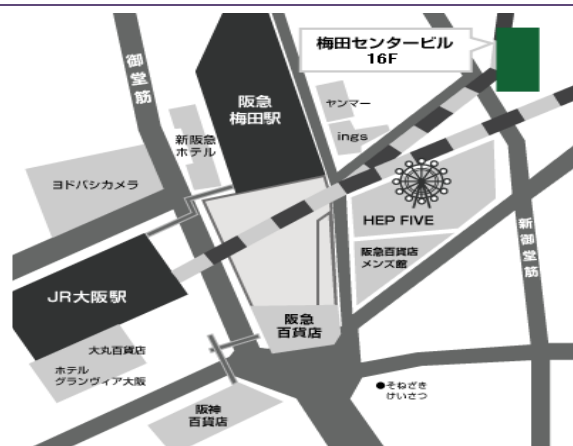 梅田センタービル
16F
御堂筋
阪急
梅田駅
ヤンマー
ings
新阪急
ホテル
ヨドバシカメラ
HEP FIVE
新御堂筋
阪急百貨店
メンズ館
JR大阪駅
阪急
百貨店
大丸百貨店
ホテル
グランヴィア大阪
阪神
百貨店
●そねざき
けいさつ